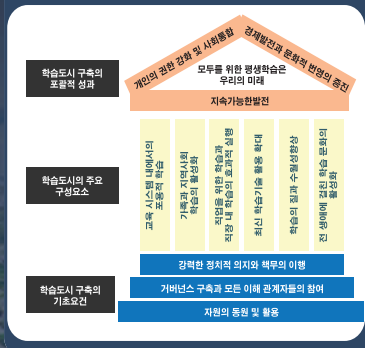 개인의 권한 강화 및 사회통합
경제발전과 문화적 번영의 증진
학습도시 구축의
포괄적 성과
모두를 위한 평생학습은
우리의 미래
지속가능한발전
학습도시의 주요
구성요소
교육 시스템 내에서의
포용적 학습
가족과 지역사회
학습의 활성화
직업을 위한 학습과
직장 내 학습의 효과적 실행
최신 학습기술 활용 확대
학습의 질과 수월성향상
전 생애에 걸친 학습 문화의
활성화
학습도시 구축의
기초요건
강력한 정치적 의지와 책무의 이행
거버넌스 구축과 모든 이해 관계자들의 참여
자원의 동원 및 활용